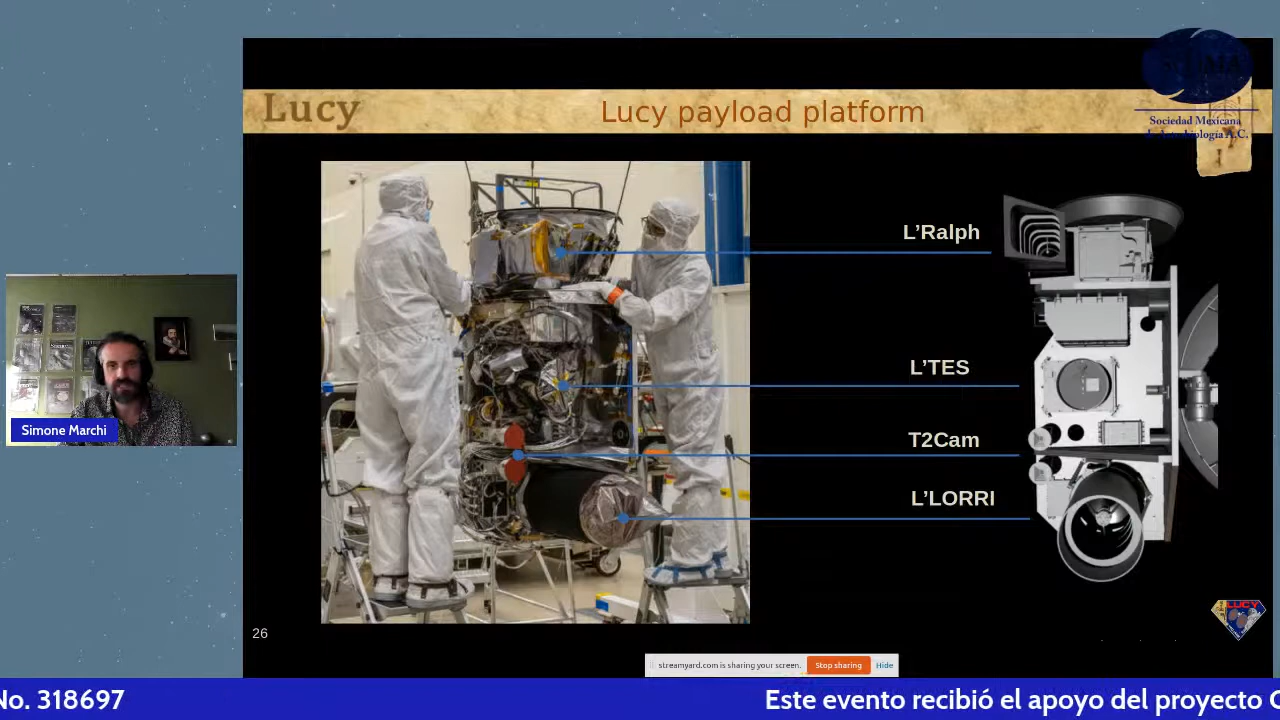 Lucy
Lucy payload platform
Sociedad Mexicana
de Astrobiología A.C.
L'Ralph
L'TES
T2Cam
L'LORRI
Simone Marchi
26
LUCY
streamyard.com is sharing your screen.
Stop sharing
Hide
No. 318697
Este evento recibió el apoyo del proyecto